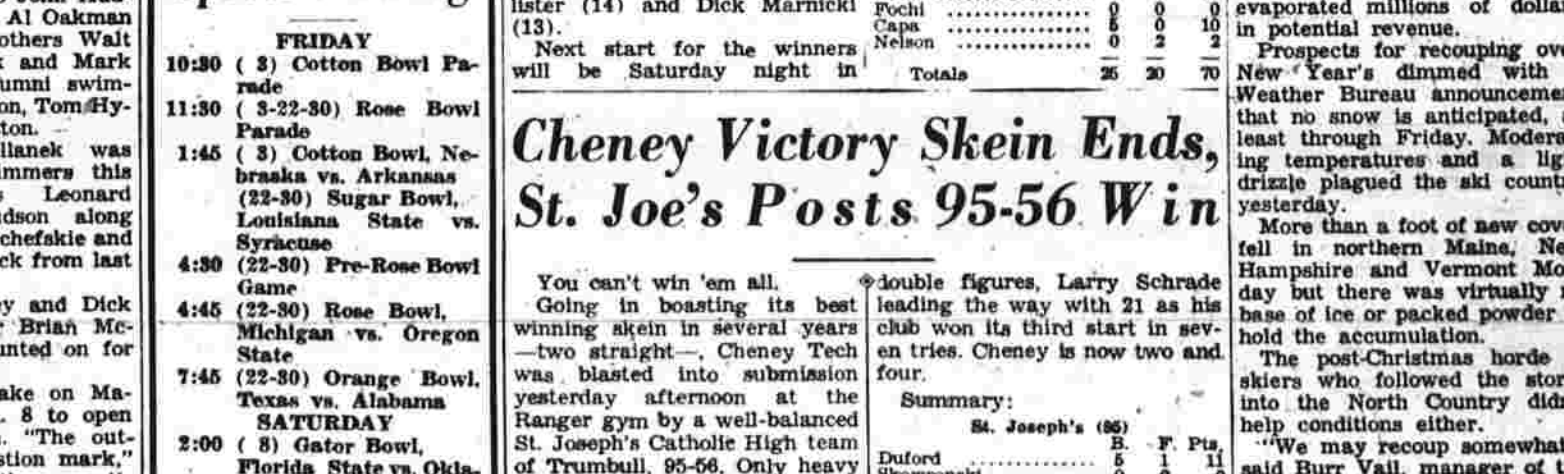 Al Oakman
others Walt
and Mark
umni swim-
on, Tom Hy-
ton.
llanek was
immers this
Leonard
dson along
chefskie and
ck from last
ey and Dick
Brian Mc-
unted on for
ake on Ma-
8 to open
"The out-
stion mark,"
FRIDAY
10:30 ( 3) Cotton Bowl Pa-
rade
11:30 ( 3-22-30) Rose Bowl
Parade
1:45 ( 3) Cotton Bowl, Ne-
braska vs. Arkansas
(22-30) Sugar Bowl,
Louisiana State vs.
Syracuse
4:30 (22-30) Pre-Rose Bowl
Game
4:45 (22-30) Rose Bowl,
Michigan vs. Oregon
State
7:45 (22-30) Orange Bowl,
Texas vs. Alabama
SATURDAY
2:00 ( 8) Gator Bowl,
Florida State vs. Okla-
lister (14) and Dick Marnicki
(13).
Next start for the winners
will be Saturday night in
Fochi 0 0 0
Capa 5 0 10
Nelson 0 2 2
Totals 25 20 70
Cheney Victory Skein Ends,
St. Joe's Posts 95-56 Win
You can't win 'em all.
Going in boasting its best
winning skein in several years
—two straight—, Cheney Tech
was blasted into submission
yesterday afternoon at the
Ranger gym by a well-balanced
St. Joseph's Catholic High team
of Trumbull, 95-56. Only heavy
double figures, Larry Schrade
leading the way with 21 as his
club won its third start in sev-
en tries. Cheney is now two and
four.
Summary:
St. Joseph's (95)
B. F. Pts.
Duford 5 1 11
evaporated millions of dolla
in potential revenue.
Prospects for recouping ov
New Year's dimmed with
Weather Bureau announceme
that no snow is anticipated,
least through Friday. Modera
ing temperatures and a lig
drizzle plagued the ski count
yesterday.
More than a foot of new cov
fell in northern Maine, Ne
Hampshire and Vermont Mo
day but there was virtually
base of ice or packed powder
hold the accumulation.
The post-Christmas horde
skiers who followed the stor
into the North Country did
help conditions either.
"We may recoup somewha
said Burr Vail, manager of